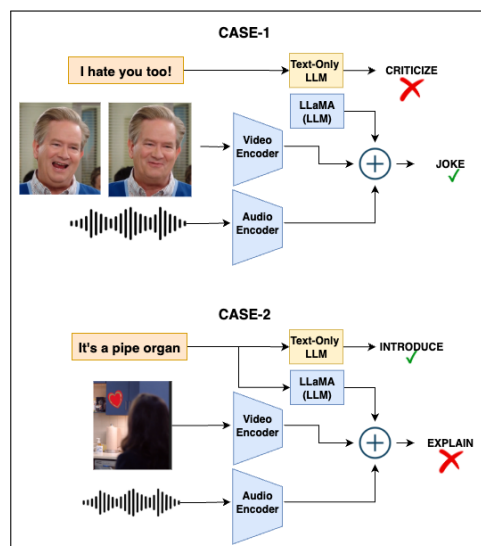 CASE-1
I hate you too!
Text-Only
LLM
CRITICIZE
LLaMA
(LLM)
Video
Encoder
JOKE
Audio
Encoder
CASE-2
It's a pipe organ
Text-Only
LLM
INTRODUCE
LLaMA
(LLM)
Video
Encoder
EXPLAIN
Audio
Encoder